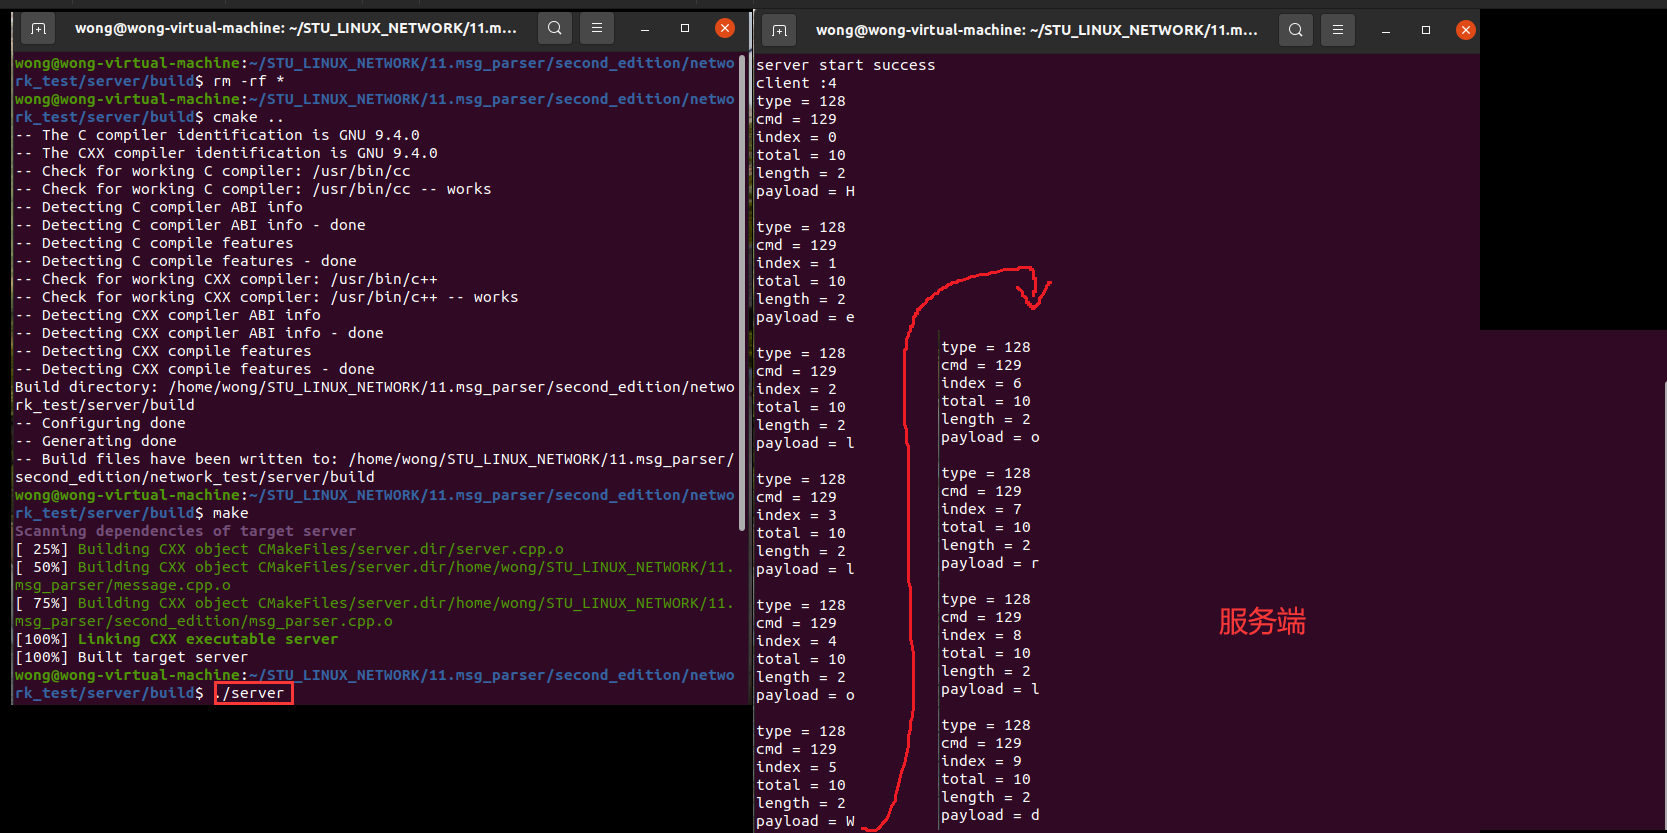 wong@wong-virtual-machine: ~/STU_LINUX_NETWORK/11.m...
wong@wong-virtual-machine:~/STU_LINUX_NETWORK/11.msg_parser/second_edition/netwo
rk_test/server/build$ rm -rf *
wong@wong-virtual-machine:~/STU_LINUX_NETWORK/11.msg_parser/second_edition/netwo
rk_test/server/build$ cmake ..
-- The C compiler identification is GNU 9.4.0
-- The CXX compiler identification is GNU 9.4.0
-- Check for working C compiler: /usr/bin/cc
-- Check for working C compiler: /usr/bin/cc -- works
-- Detecting C compiler ABI info
-- Detecting C compiler ABI info - done
-- Detecting C compile features
-- Detecting C compile features - done
-- Check for working CXX compiler: /usr/bin/c++
-- Check for working CXX compiler: /usr/bin/c++ -- works
-- Detecting CXX compiler ABI info
-- Detecting CXX compiler ABI info - done
-- Detecting CXX compile features
-- Detecting CXX compile features - done
Build directory: /home/wong/STU_LINUX_NETWORK/11.msg_parser/second_edition/netwo
rk_test/server/build
-- Configuring done
-- Generating done
-- Build files have been written to: /home/wong/STU_LINUX_NETWORK/11.msg_parser/
second_edition/network_test/server/build
wong@wong-virtual-machine:~/STU_LINUX_NETWORK/11.msg_parser/second_edition/netwo
rk_test/server/build$ make
Scanning dependencies of target server
[ 25%] Building CXX object CMakeFiles/server.dir/server.cpp.o
[ 50%] Building CXX object CMakeFiles/server.dir/home/wong/STU_LINUX_NETWORK/11.
msg_parser/message.cpp.o
[ 75%] Building CXX object CMakeFiles/server.dir/home/wong/STU_LINUX_NETWORK/11.
msg_parser/second_edition/msg_parser.cpp.o
[100%] Linking CXX executable server
[100%] Built target server
wong@wong-virtual-machine:~/STU_LINUX_NETWORK/11.msg_parser/second_edition/netwo
rk_test/server/build$ ./server
wong@wong-virtual-machine: ~/STU_LINUX_NETWORK/11.m...
server start success
client :4
type = 128
cmd = 129
index = 0
total = 10
length = 2
payload = H
type = 128
cmd = 129
index = 1
total = 10
length = 2
payload = e
type = 128
cmd = 129
index = 2
total = 10
length = 2
payload = l
type = 128
cmd = 129
index = 3
total = 10
length = 2
payload = l
type = 128
cmd = 129
index = 4
total = 10
length = 2
payload = o
type = 128
cmd = 129
index = 5
total = 10
length = 2
payload = W
type = 128
cmd = 129
index = 6
total = 10
length = 2
payload = o
type = 128
cmd = 129
index = 7
total = 10
length = 2
payload = r
type = 128
cmd = 129
index = 8
total = 10
length = 2
payload = l
type = 128
cmd = 129
index = 9
total = 10
length = 2
payload = d
服务端